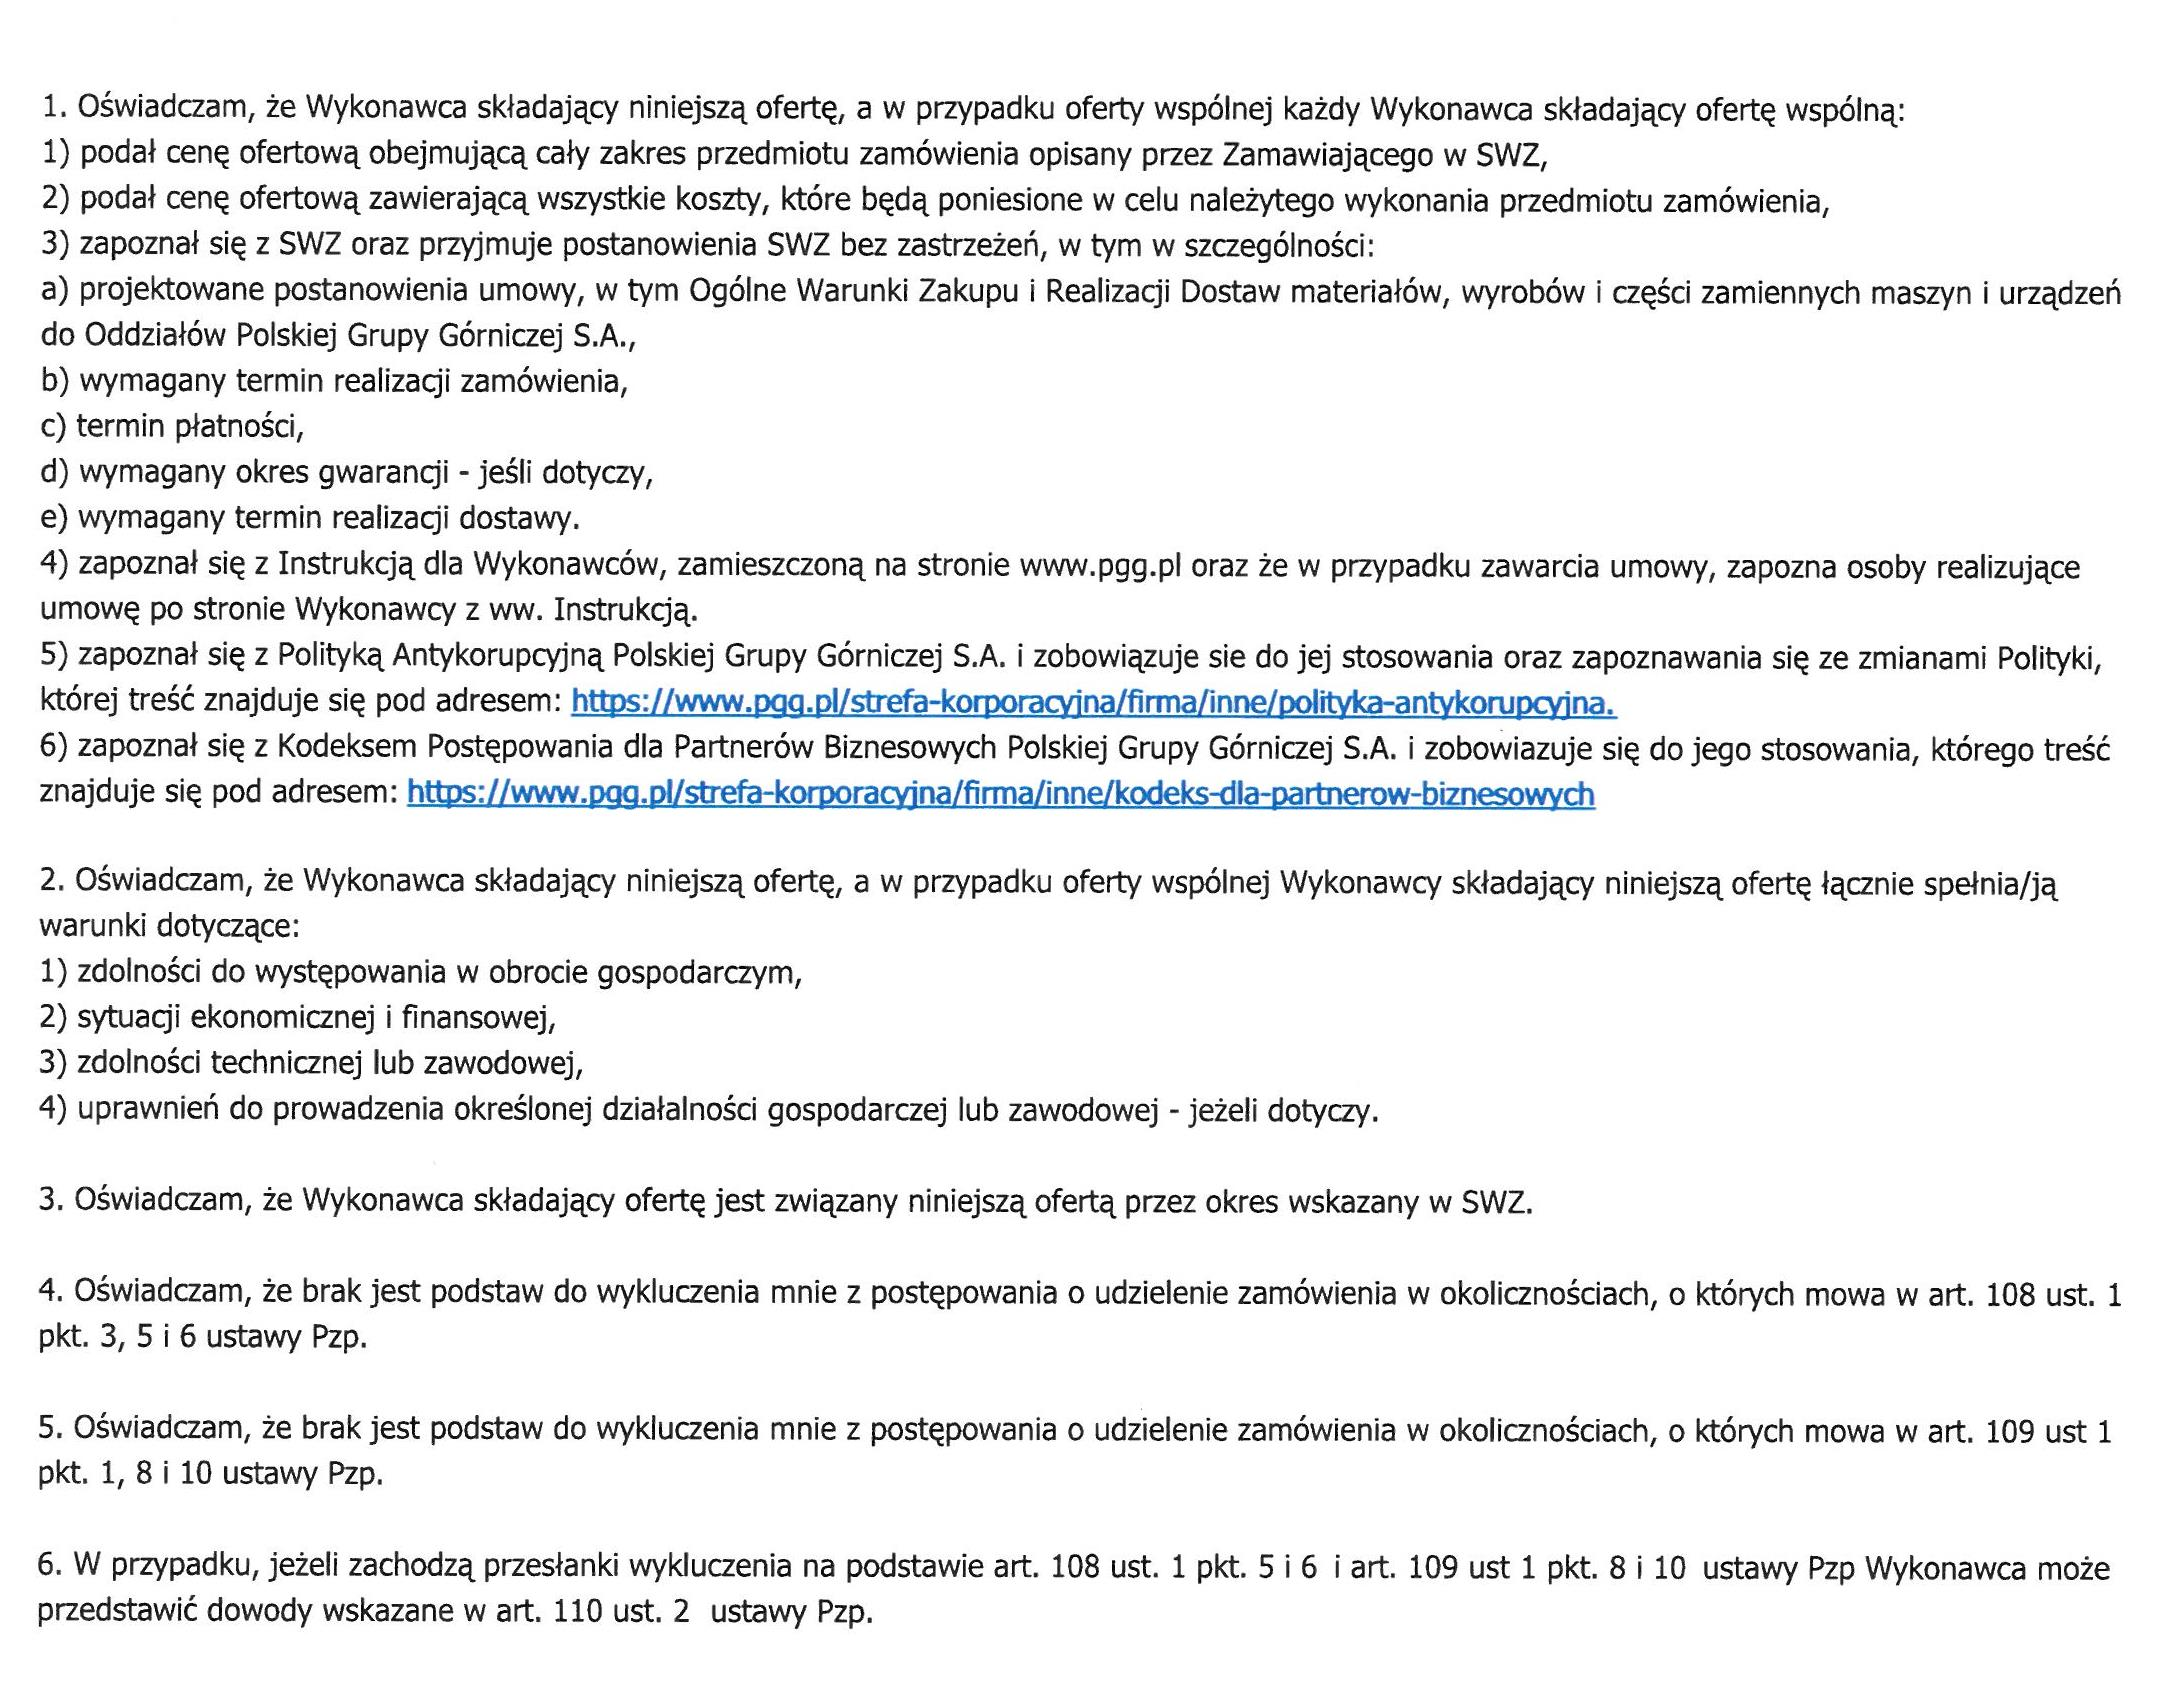 1. Oświadczam, że Wykonawca składający niniejszą ofertę, a w przypadku oferty wspólnej każdy Wykonawca składający ofertę wspólną:
1) podał cenę ofertową obejmującą cały zakres przedmiotu zamówienia opisany przez Zamawiającego w SWZ,
2) podał cenę ofertową zawierającą wszystkie koszty, które będą poniesione w celu należytego wykonania przedmiotu zamówienia,
3) zapoznał się z SWZ oraz przyjmuje postanowienia SWZ bez zastrzeżeń, w tym w szczególności:
a) projektowane postanowienia umowy, w tym Ogólne Warunki Zakupu i Realizacji Dostaw materiałów, wyrobów i części zamiennych maszyn i urządzeń
do Oddziałów Polskiej Grupy Górniczej S.A.,
b) wymagany termin realizacji zamówienia,
c) termin płatności,
d) wymagany okres gwarancji - jeśli dotyczy,
e) wymagany termin realizacji dostawy.
4) zapoznał się z Instrukcją dla Wykonawców, zamieszczoną na stronie www.pgg.pl oraz że w przypadku zawarcia umowy, zapozna osoby realizujące
umowę po stronie Wykonawcy z ww. Instrukcją.
5) zapoznał się z Polityką Antykorupcyjną Polskiej Grupy Górniczej S.A. i zobowiązuje sie do jej stosowania oraz zapoznawania się ze zmianami Polityki,
której treść znajduje się pod adresem: https://www.pgg.pl/strefa-korporacyjna/firma/inne/polityka-antykorupcyjna.
6) zapoznał się z Kodeksem Postępowania dla Partnerów Biznesowych Polskiej Grupy Górniczej S.A. i zobowiazuje się do jego stosowania, którego treść
znajduje się pod adresem: https://www.pgg.pl/strefa-korporacyjna/firma/inne/kodeks-dla-partnerow-biznesowych
2. Oświadczam, że Wykonawca składający niniejszą ofertę, a w przypadku oferty wspólnej Wykonawcy składający niniejszą ofertę łącznie spełnia/ją
warunki dotyczące:
1) zdolności do występowania w obrocie gospodarczym,
2) sytuacji ekonomicznej i finansowej,
3) zdolności technicznej lub zawodowej,
4) uprawnień do prowadzenia określonej działalności gospodarczej lub zawodowej - jeżeli dotyczy.
3. Oświadczam, że Wykonawca składający ofertę jest związany niniejszą ofertą przez okres wskazany w SWZ.
4. Oświadczam, że brak jest podstaw do wykluczenia mnie z postępowania o udzielenie zamówienia w okolicznościach, o których mowa w art. 108 ust. 1
pkt. 3, 5 i 6 ustawy Pzp.
5. Oświadczam, że brak jest podstaw do wykluczenia mnie z postępowania o udzielenie zamówienia w okolicznościach, o których mowa w art. 109 ust 1
pkt. 1, 8 i 10 ustawy Pzp.
6. W przypadku, jeżeli zachodzą przesłanki wykluczenia na podstawie art. 108 ust. 1 pkt. 5 i 6 i art. 109 ust 1 pkt. 8 i 10 ustawy Pzp Wykonawca może
przedstawić dowody wskazane w art. 110 ust. 2 ustawy Pzp.